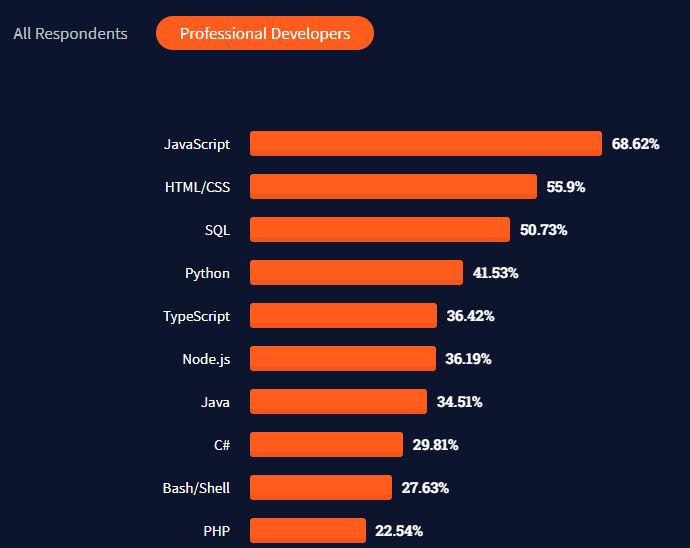 All Respondents Professional Developers
JavaScript 68.62%
HTML/CSS 55.9%
SQL 50.73%
Python 41.53%
TypeScript 36.42%
Node.js 36.19%
Java 34.51%
C# 29.81%
Bash/Shell 27.63%
PHP 22.54%